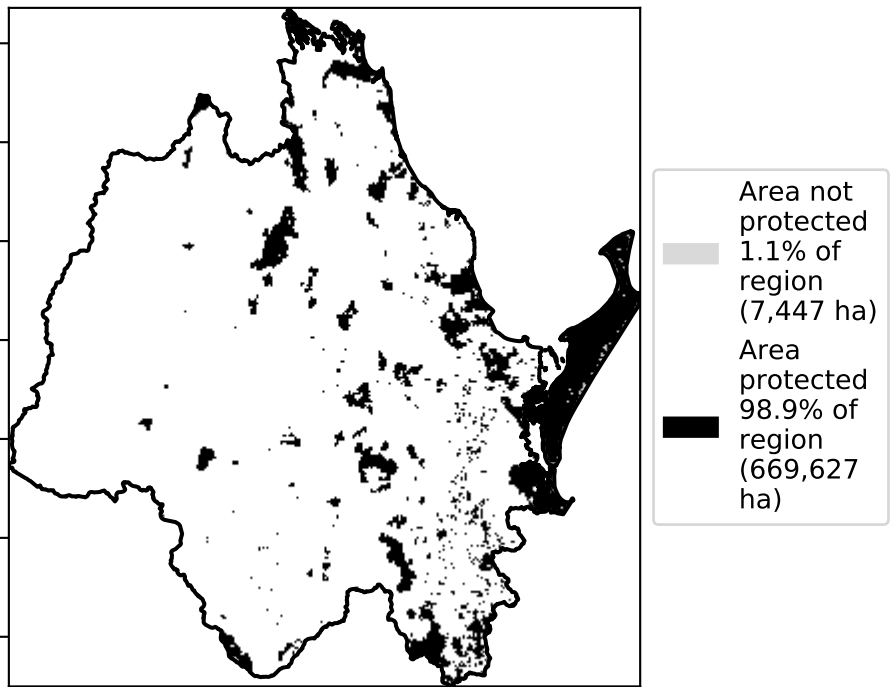 Area not
protected
1.1% of
region
(7,447 ha)
Area
protected
98.9% of
region
(669,627
ha)